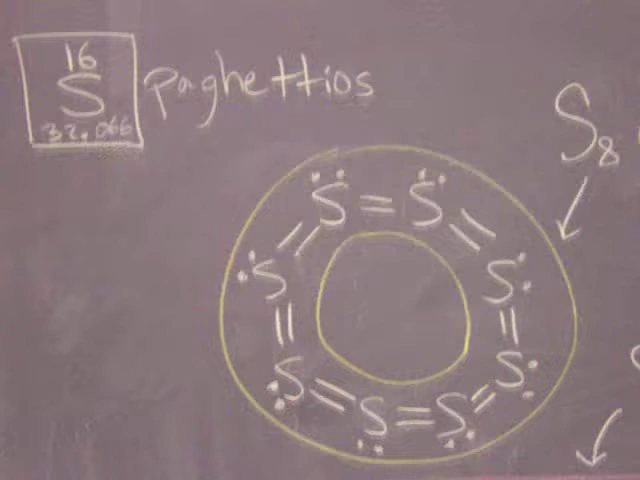 16
S paghettios
32.066
S8
S = S
S S
S S
S = S